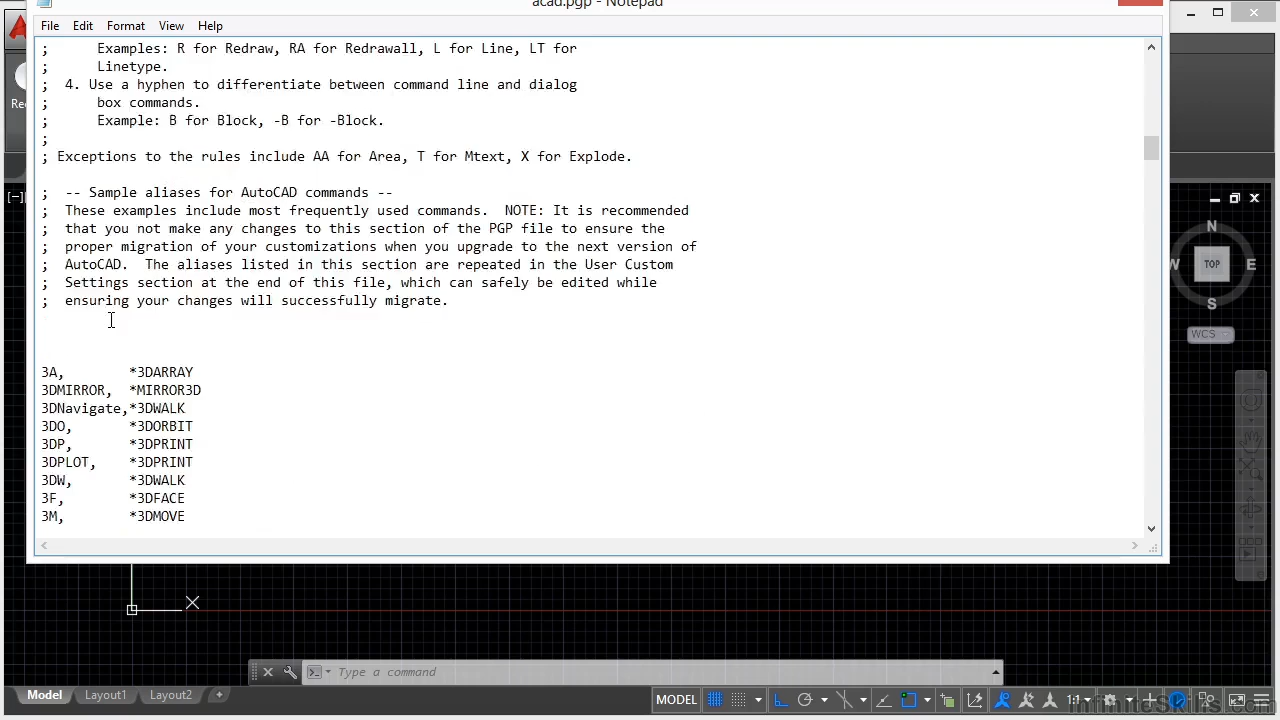 acad.pgp - Notepad
File Edit Format View Help
; Examples: R for Redraw, RA for Redrawall, L for Line, LT for
; Linetype.
; 4. Use a hyphen to differentiate between command line and dialog
; box commands.
; Example: B for Block, -B for -Block.
;
; Exceptions to the rules include AA for Area, T for Mtext, X for Explode.
; -- Sample aliases for AutoCAD commands --
; These examples include most frequently used commands. NOTE: It is recommended
; that you not make any changes to this section of the PGP file to ensure the
; proper migration of your customizations when you upgrade to the next version of
; AutoCAD. The aliases listed in this section are repeated in the User Custom
; Settings section at the end of this file, which can safely be edited while
; ensuring your changes will successfully migrate.
3A, *3DARRAY
3DMIRROR, *MIRROR3D
3DNavigate,*3DWALK
3DO, *3DORBIT
3DP, *3DPRINT
3DPLOT, *3DPRINT
3DW, *3DWALK
3F, *3DFACE
3M, *3DMOVE
N
W TOP E
S
WCS
Type a command
Model Layout1 Layout2 +
MODEL 1:1
InfiniteSkills.com